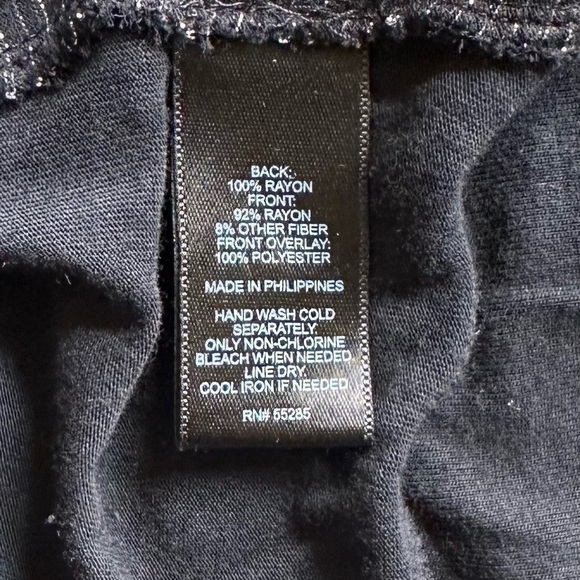 BACK:
100% RAYON
FRONT:
92% RAYON
8% OTHER FIBER
FRONT OVERLAY:
100% POLYESTER
MADE IN PHILIPPINES
HAND WASH COLD
SEPARATELY.
ONLY NON-CHLORINE
BLEACH WHEN NEEDED.
LINE DRY.
COOL IRON IF NEEDED
RN# 55285